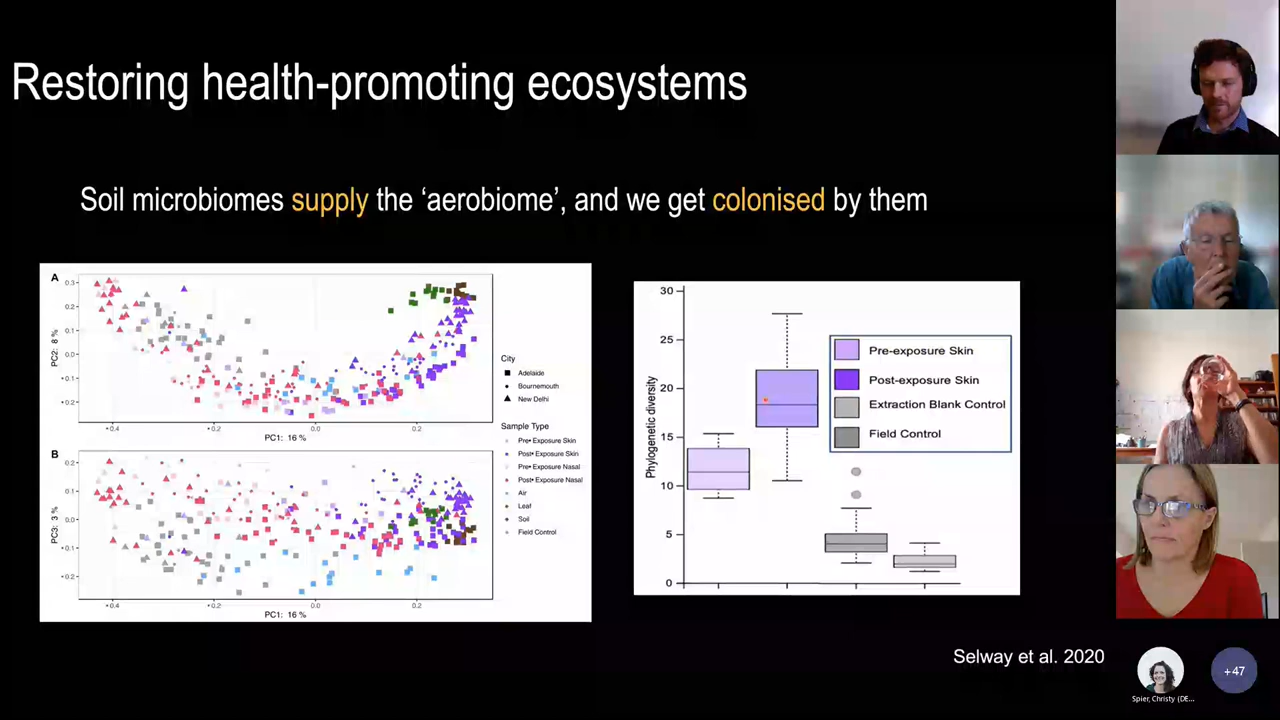 Restoring health-promoting ecosystems
Soil microbiomes supply the ‘aerobiome’, and we get colonised by them
A
0.3
0.2
0.1
0.0
0.1
0.2
PC2: 8 %
0.4
0.2
0.0
0.2
PC1: 16 %
B
0.2
0.1
0.0
0.1
0.2
PC3: 3 %
0.4
0.2
0.0
0.2
PC1: 16 %
City
Adelaide
Bournemouth
New Delhi
Sample Type
Pre• Exposure Skin
Post• Exposure Skin
Pre• Exposure Nasal
Post• Exposure Nasal
Air
Leaf
Soil
Field Control
Phylogenetic diversity
30
25
20
15
10
5
0
Pre-exposure Skin
Post-exposure Skin
Extraction Blank Control
Field Control
Selway et al. 2020
Spier, Christy (DE...
+47